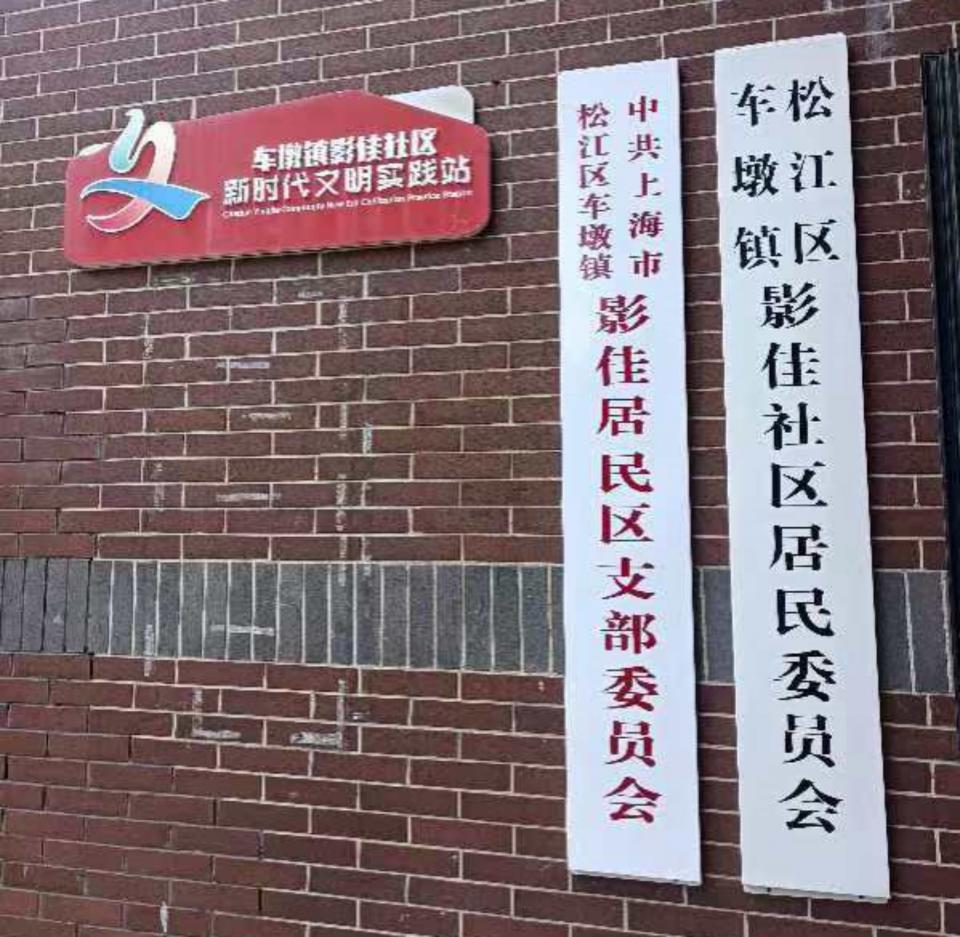 车墩镇影佳社区
新时代文明实践站
中共上海市
松江区车墩镇
影佳居民区支部委员会
松江区
车墩镇
影佳社区居民委员会